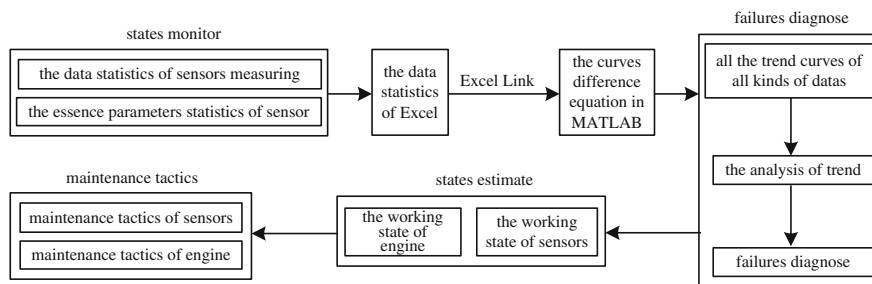 failures diagnose
states monitor
the data statistics of sensors measuring
the essence parameters statistics of sensor
the data
statistics
of Excel
Excel Link
the curves
difference
equation in
MATLAB
all the trend curves of
all kinds of datas
the analysis of trend
failures diagnose
states estimate
the working
state of
engine
the working
state of sensors
maintenance tactics
maintenance tactics of sensors
maintenance tactics of engine